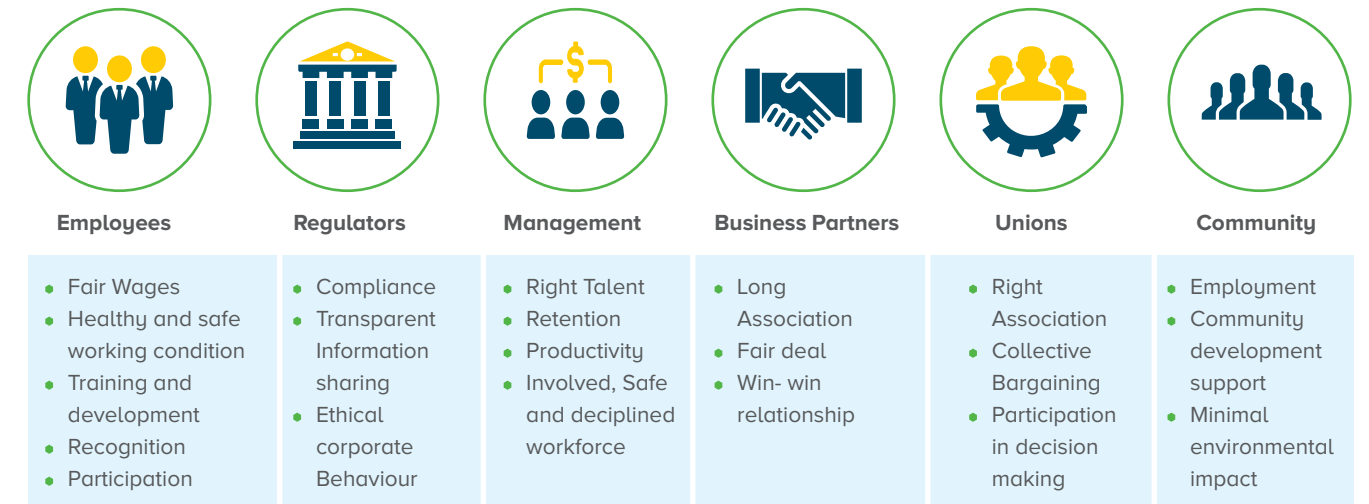 Employees
• Fair Wages
• Healthy and safe
working condition
• Training and
development
• Recognition
• Participation
Regulators
• Compliance
• Transparent
Information
sharing
• Ethical
corporate
Behaviour
Management
$
• Right Talent
• Retention
• Productivity
• Involved, Safe
and deciplined
workforce
Business Partners
• Long
Association
• Fair deal
• Win- win
relationship
Unions
• Right
Association
• Collective
Bargaining
• Participation
in decision
making
Community
• Employment
• Community
development
support
• Minimal
environmental
impact